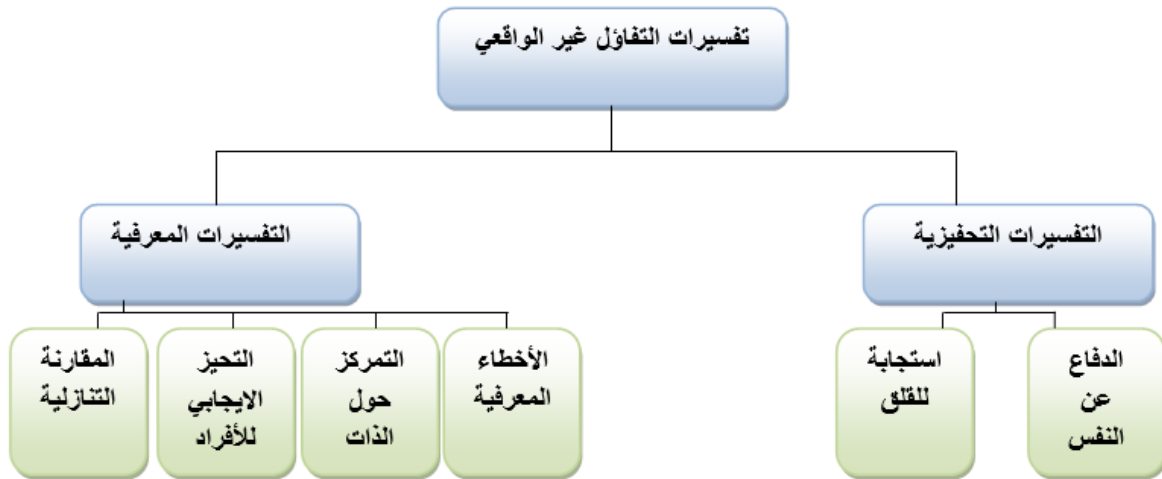 تفسيرات التفاؤل غير الواقعي
التفسيرات التحفيزية
التفسيرات المعرفية
الدفاع
عن
النفس
استجابة
للقلق
الأخطاء
المعرفية
التمركز
حول
الذات
التحيز
الايجابي
للأفراد
المقارنة
التنازلية